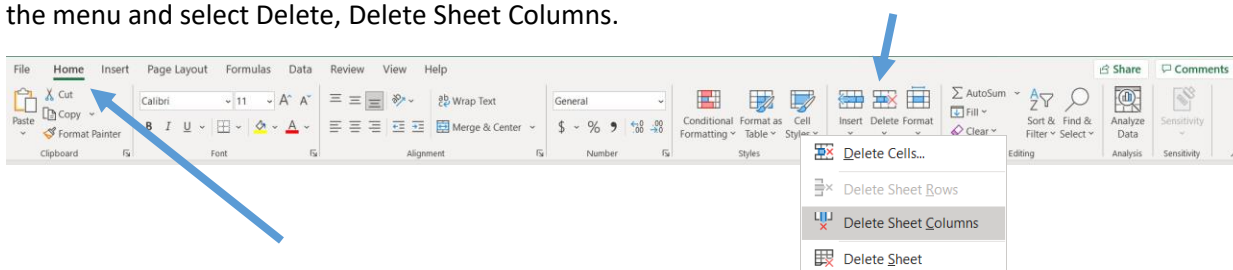 the menu and select Delete, Delete Sheet Columns.
File Home Insert Page Layout Formulas Data Review View Help Share Comments
Cut
Copy
Paste
Format Painter
Calibri 11 A A
B I U A
Wrap Text
Merge & Center
General
$ % 9 .00 .00
Conditional Formatting
Format as Table
Cell Styles
Insert Delete Format
AutoSum
Fill
Clear
Sort & Filter
Find & Select
Analyze Data
Sensitivity
Clipboard Font Alignment Number Styles Editing Analysis Sensitivity
Delete Cells...
Delete Sheet Rows
Delete Sheet Columns
Delete Sheet